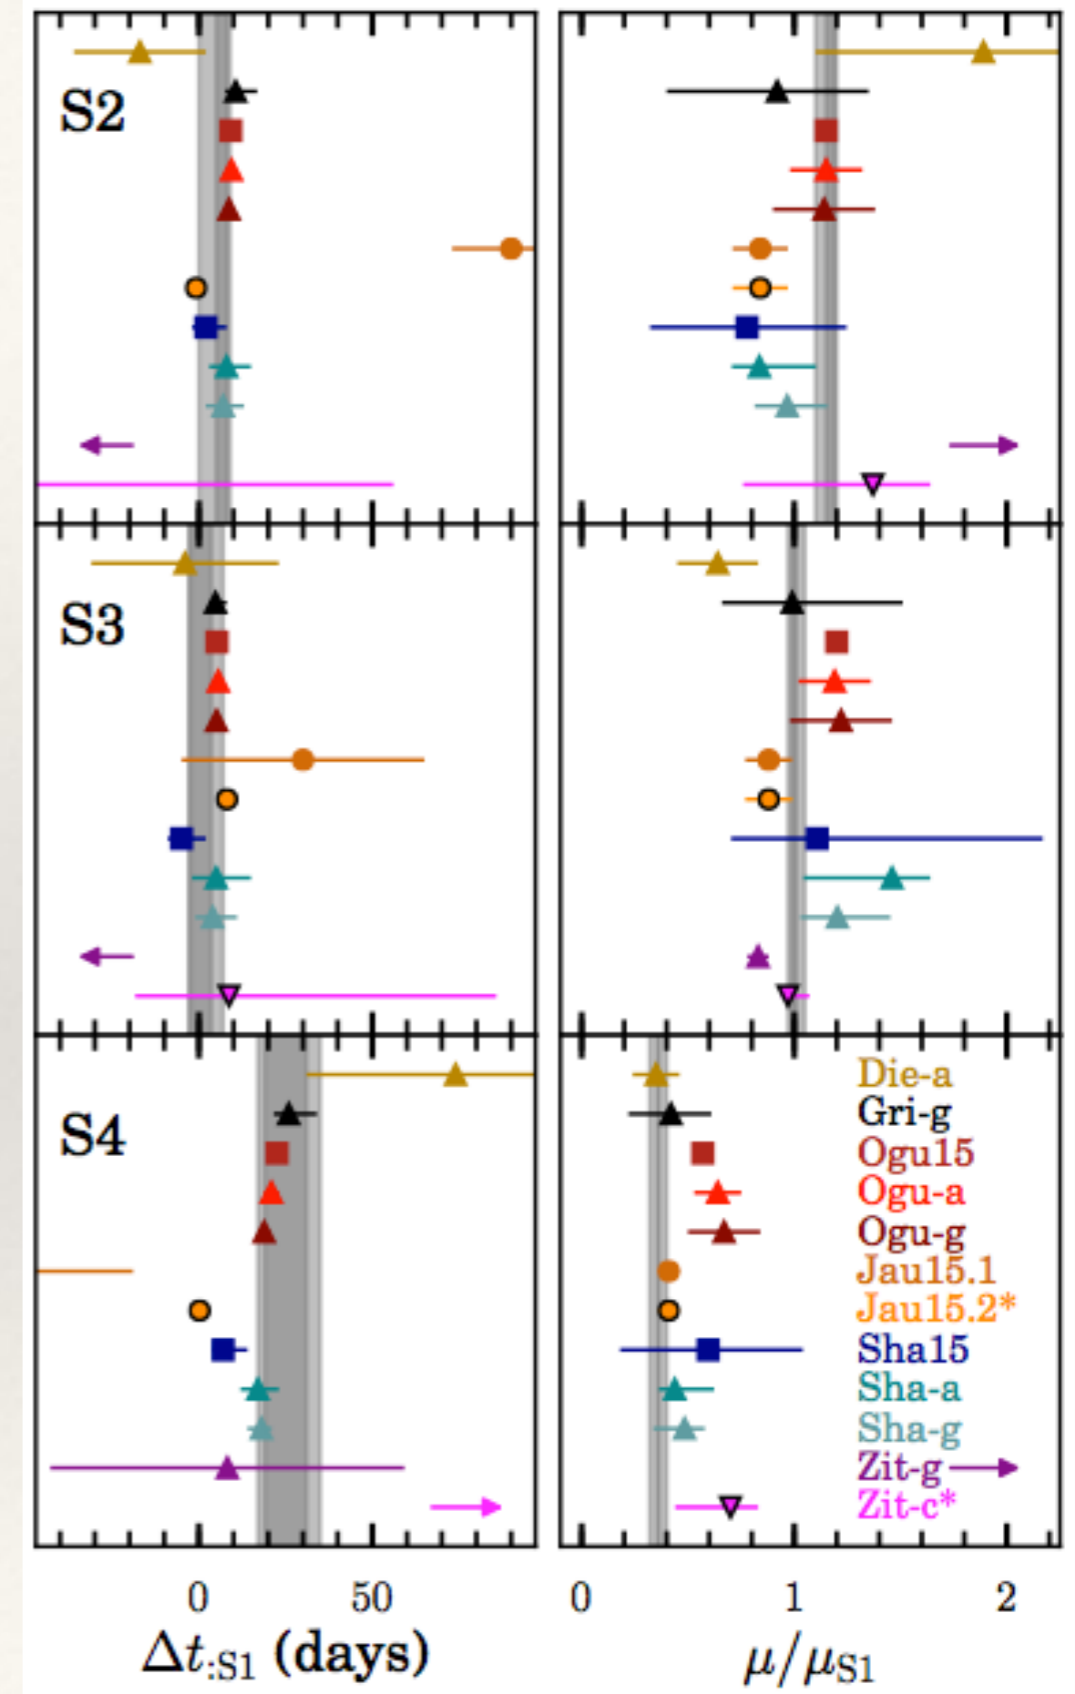 S2
S3
S4
Die-a
Gri-g
Ogu15
Ogu-a
Ogu-g
Jau15.1
Jau15.2*
Sha15
Sha-a
Sha-g
Zit-g
Zit-c*
0 50 0 1 2
Δt:S1 (days) μ/μS1